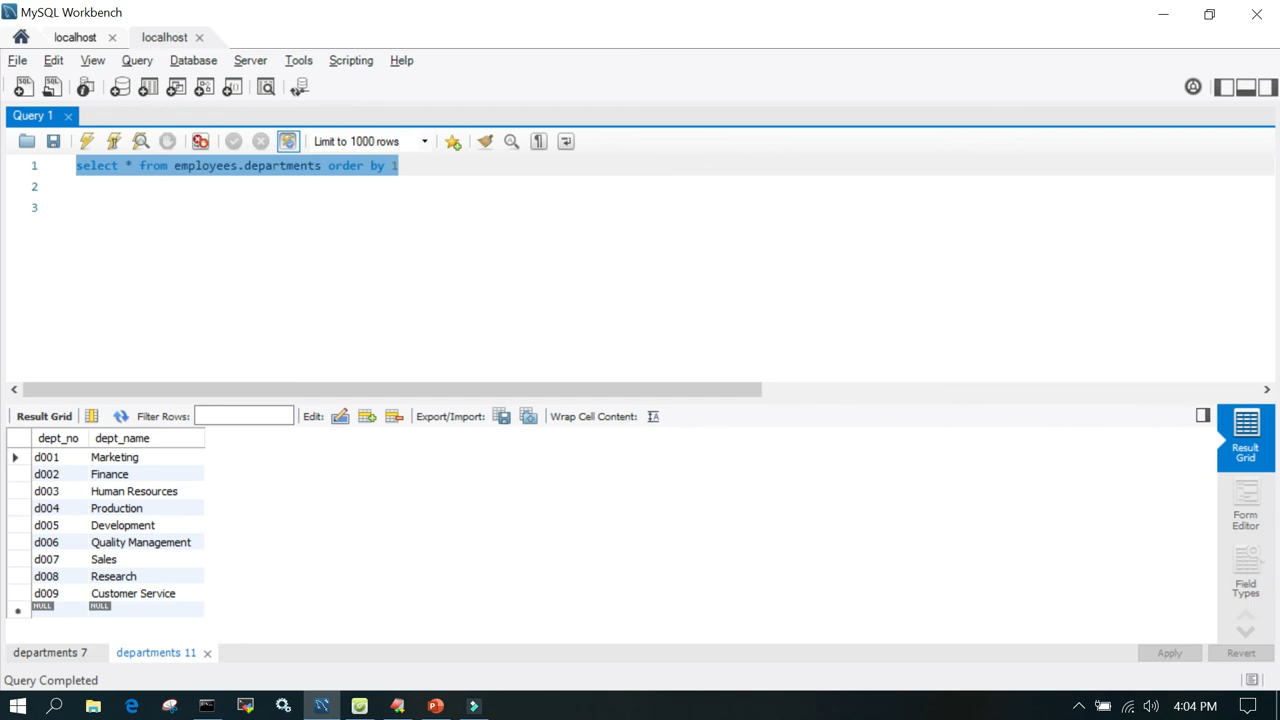 MySQL Workbench
localhost localhost
File Edit View Query Database Server Tools Scripting Help
Query 1
Limit to 1000 rows
1 select * from employees.departments order by 1
2
3
Result Grid Filter Rows: Edit: Export/Import: Wrap Cell Content:
dept_no dept_name
d001 Marketing
d002 Finance
d003 Human Resources
d004 Production
d005 Development
d006 Quality Management
d007 Sales
d008 Research
d009 Customer Service
NULL NULL
Result
Grid
Form
Editor
Field
Types
departments 7 departments 11 Apply Revert
Query Completed
4:04 PM